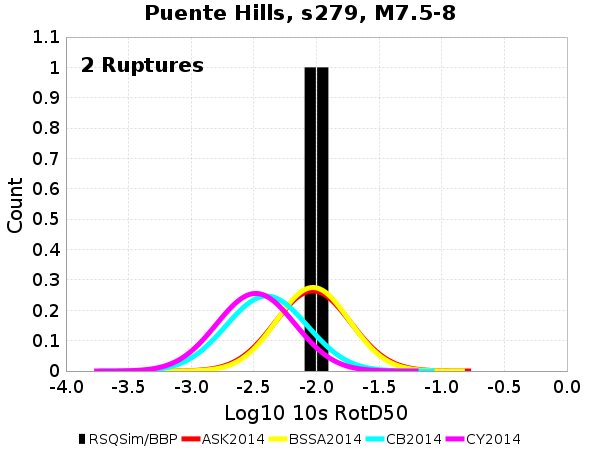 Puente Hills, s279, M7.5-8
2 Ruptures
Count
1.1
1
0.9
0.8
0.7
0.6
0.5
0.4
0.3
0.2
0.1
0
-4.0 -3.5 -3.0 -2.5 -2.0 -1.5 -1.0 -0.5 0.0
Log10 10s RotD50
RSQSim/BBP ASK2014 BSSA2014 CB2014 CY2014